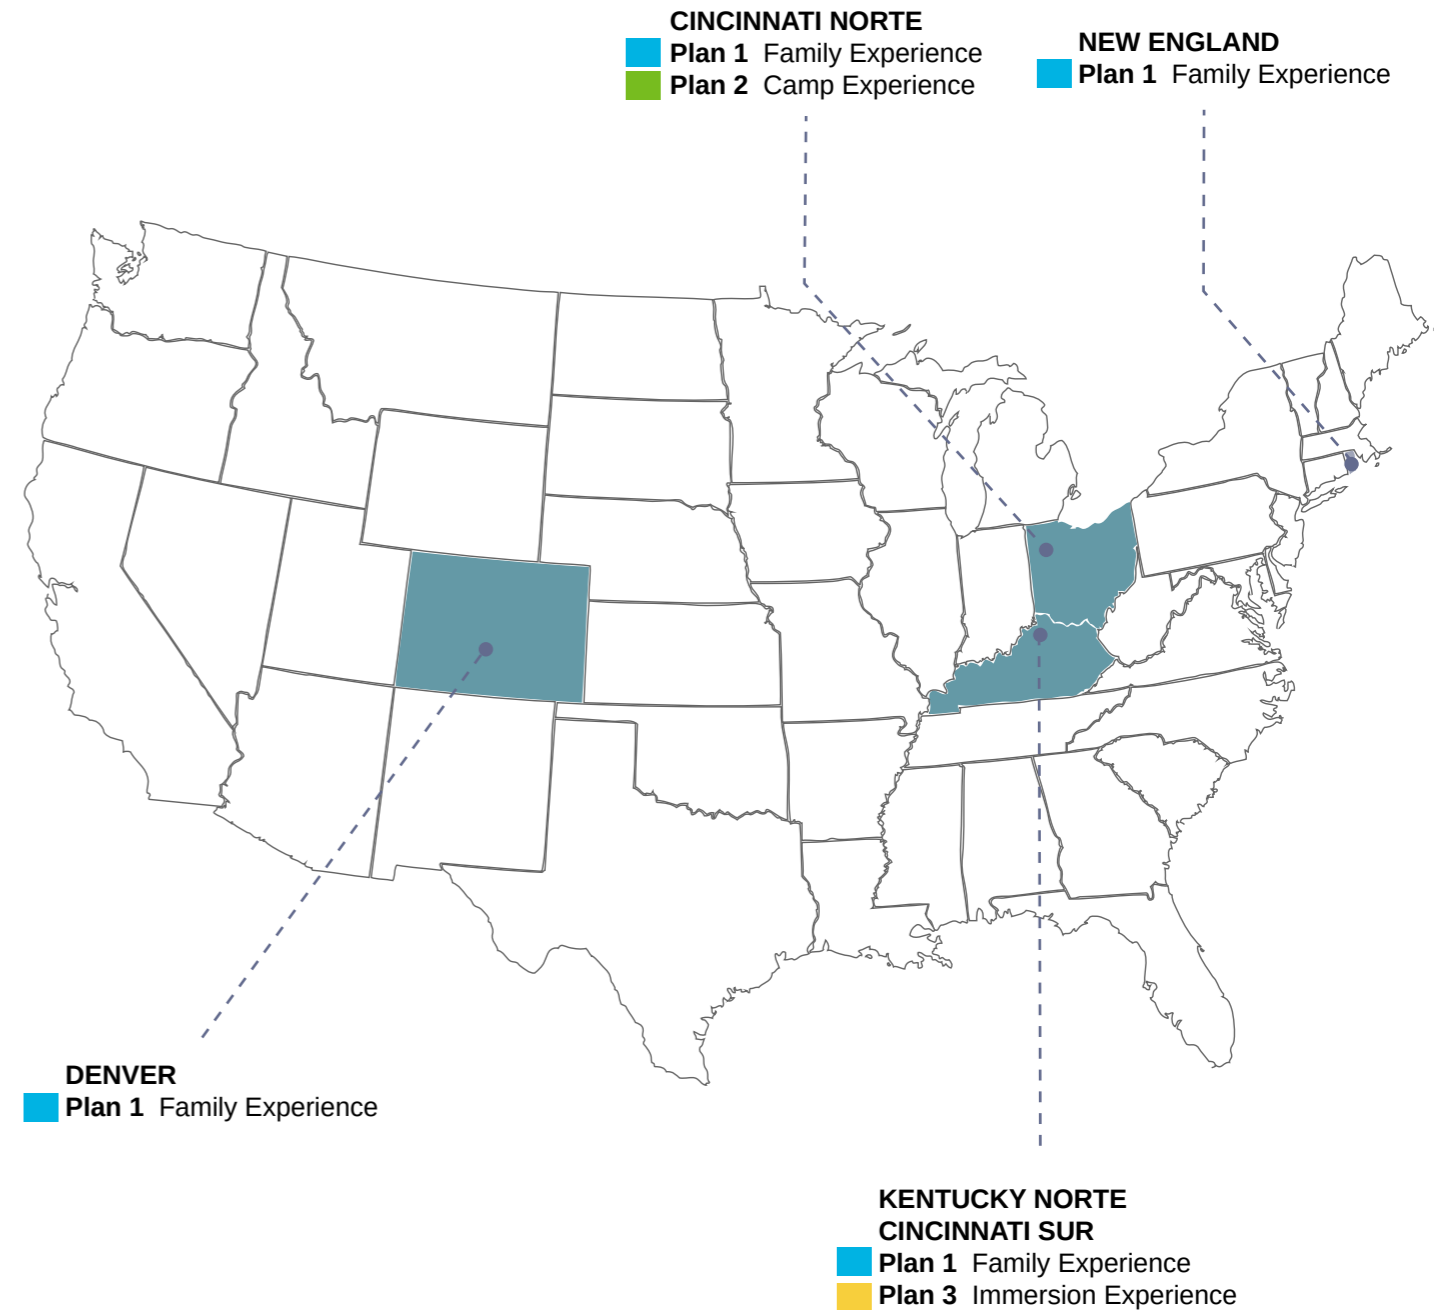 CINCINNATI NORTE
Plan 1 Family Experience
Plan 2 Camp Experience
NEW ENGLAND
Plan 1 Family Experience
DENVER
Plan 1 Family Experience
KENTUCKY NORTE
CINCINNATI SUR
Plan 1 Family Experience
Plan 3 Immersion Experience